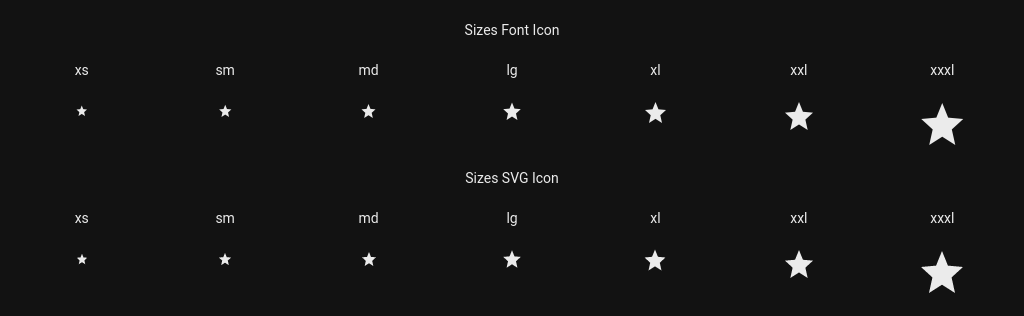 Sizes Font Icon
xs sm md lg xl xxl xxxl
Sizes SVG Icon
xs sm md lg xl xxl xxxl